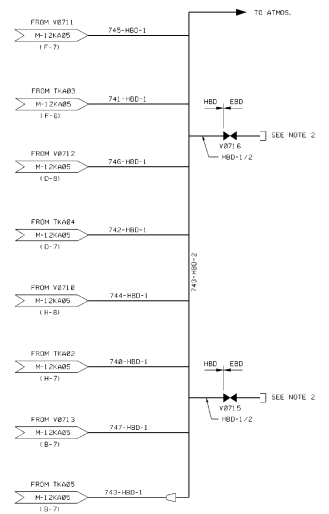 TO ATMOS.
FROM V0711
745-HBD-1
M-12KA05
(F-7)
FROM TKA03
741-HBD-1
M-12KA05
(F-6)
HBD EBD
SEE NOTE 2
V0716
HBD-1/2
FROM V0712
746-HBD-1
M-12KA05
(D-8)
FROM TKA04
742-HBD-1
M-12KA05
(D-7)
743-HBD-2
FROM V0710
744-HBD-1
M-12KA05
(H-8)
FROM TKA02
740-HBD-1
M-12KA05
(H-7)
HBD EBD
SEE NOTE 2
V0715
HBD-1/2
FROM V0713
747-HBD-1
M-12KA05
(B-7)
FROM TKA05
743-HBD-1
M-12KA05
(B-7)